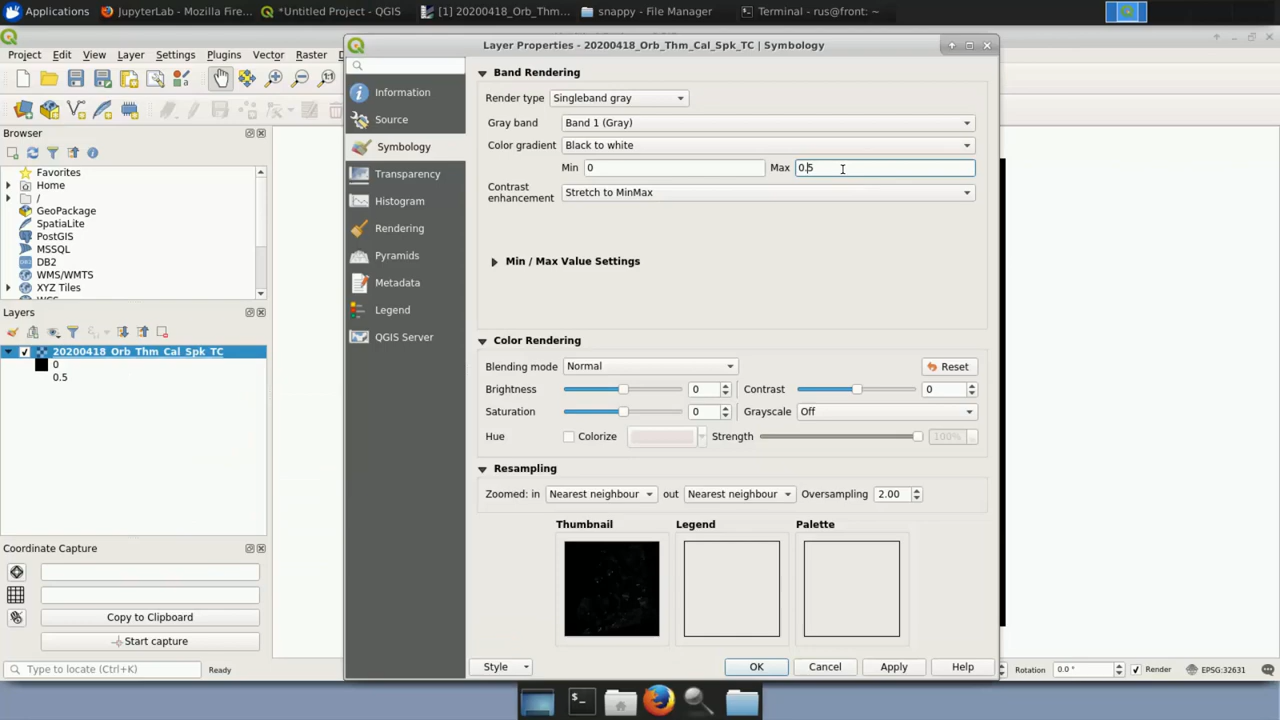 Applications
JupyterLab - Mozilla Fire...
*Untitled Project - QGIS
[1] 20200418_Orb_Thm...
snappy - File Manager
Terminal - rus@front: ~
Layer Properties - 20200418_Orb_Thm_Cal_Spk_TC | Symbology
Project Edit View Layer Settings Plugins Vector Raster
Browser
Favorites
Home
/
GeoPackage
SpatiaLite
PostGIS
MSSQL
DB2
WMS/WMTS
XYZ Tiles
Layers
20200418_Orb_Thm_Cal_Spk_TC
0
0.5
Coordinate Capture
Copy to Clipboard
Start capture
Type to locate (Ctrl+K)
Ready
Information
Source
Symbology
Transparency
Histogram
Rendering
Pyramids
Metadata
Legend
QGIS Server
Band Rendering
Render type Singleband gray
Gray band Band 1 (Gray)
Color gradient Black to white
Min 0 Max 0.5
Contrast enhancement Stretch to MinMax
Min / Max Value Settings
Color Rendering
Blending mode Normal
Reset
Brightness 0 Contrast 0
Saturation 0 Grayscale Off
Hue Colorize Strength 100%
Resampling
Zoomed: in Nearest neighbour out Nearest neighbour Oversampling 2.00
Thumbnail Legend Palette
Style OK Cancel Apply Help
Rotation 0.0 ° Render EPSG:32631